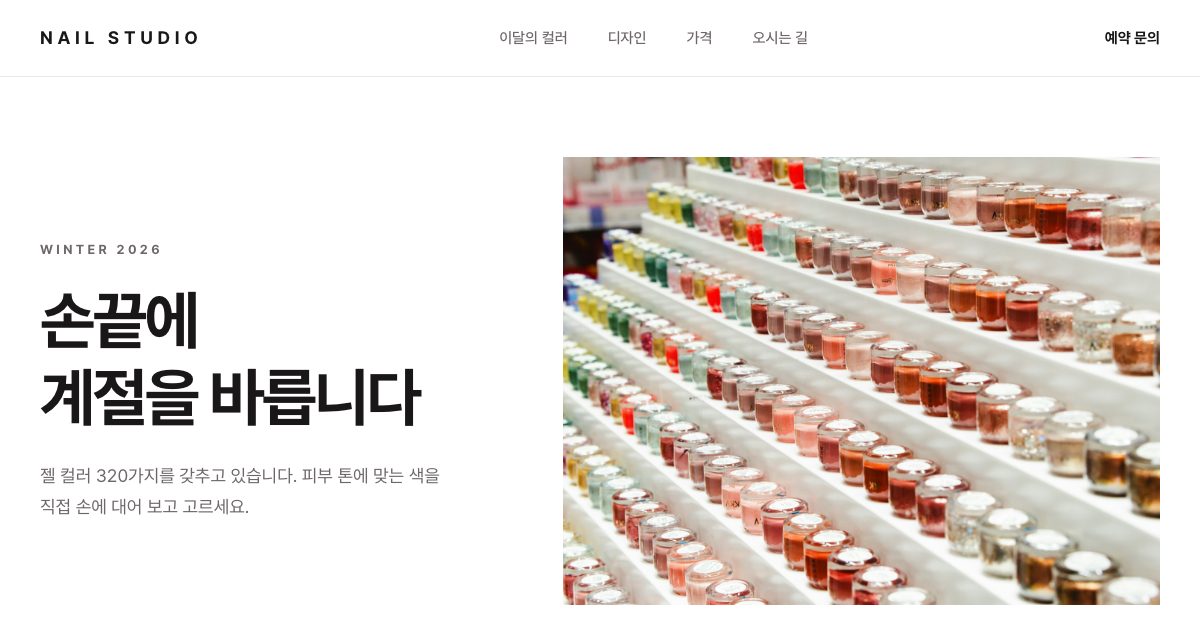 NAIL STUDIO
이달의 컬러
디자인
가격
오시는 길
예약 문의
WINTER 2026
손끝에
계절을 바릅니다
젤 컬러 320가지를 갖추고 있습니다. 피부 톤에 맞는 색을
직접 손에 대어 보고 고르세요.